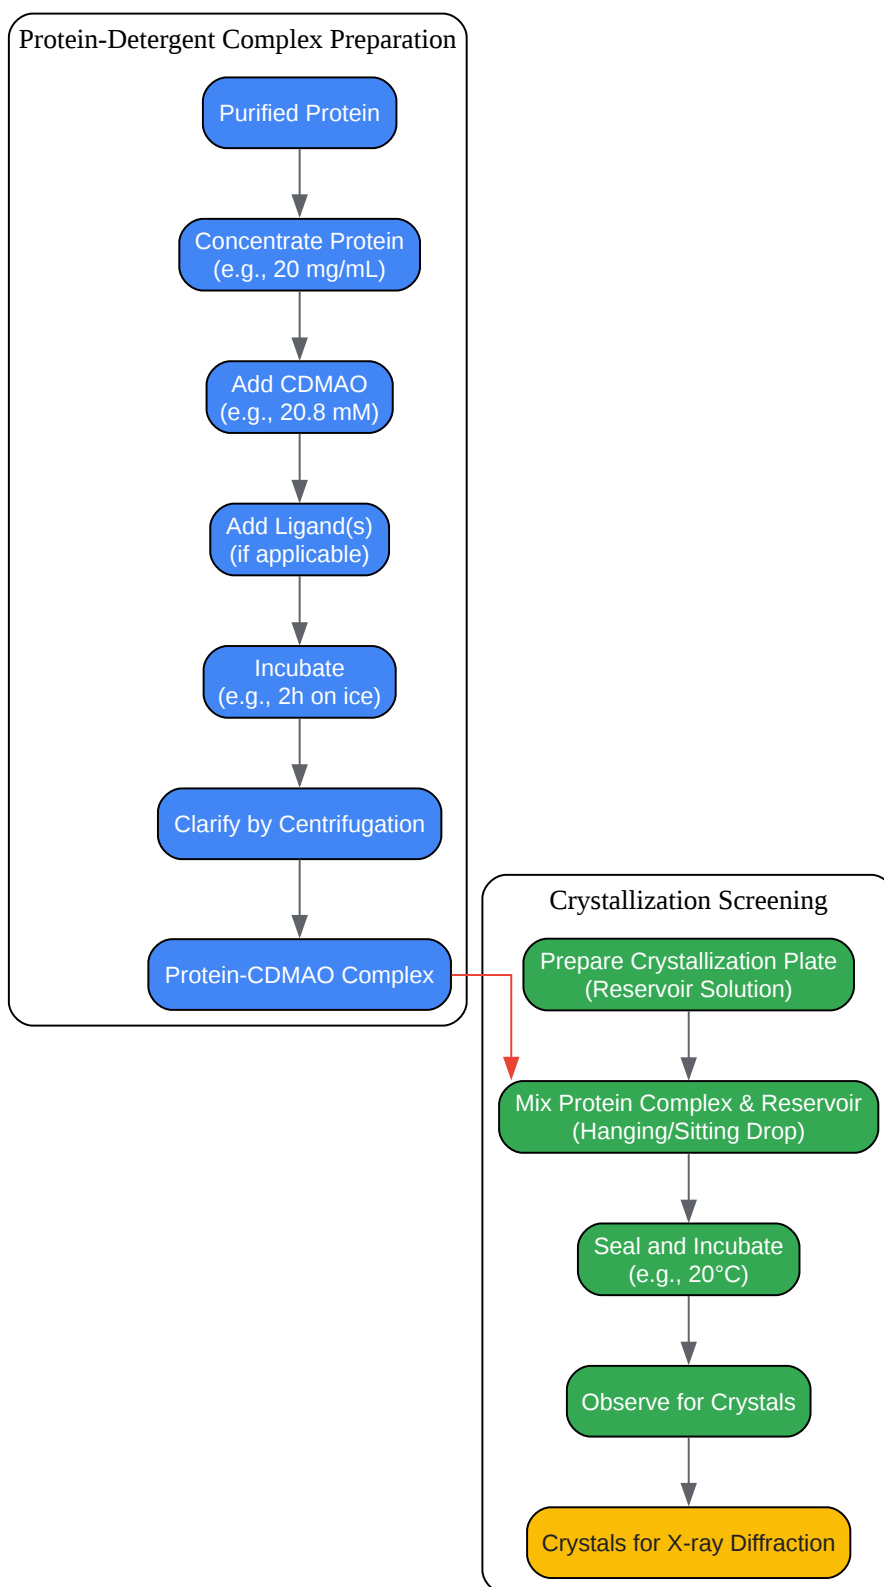 Protein-Detergent Complex Preparation
Purified Protein
Concentrate Protein
(e.g., 20 mg/mL)
Add CDMAO
(e.g., 20.8 mM)
Add Ligand(s)
(if applicable)
Incubate
(e.g., 2h on ice)
Clarify by Centrifugation
Protein-CDMAO Complex
Crystallization Screening
Prepare Crystallization Plate
(Reservoir Solution)
Mix Protein Complex & Reservoir
(Hanging/Sitting Drop)
Seal and Incubate
(e.g., 20°C)
Observe for Crystals
Crystals for X-ray Diffraction